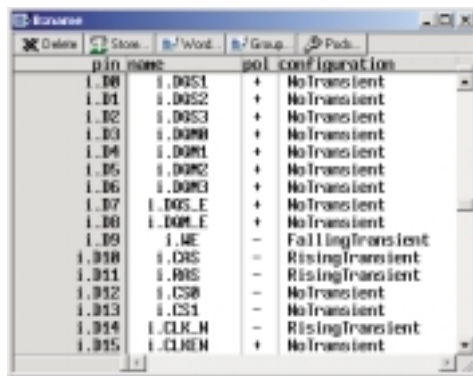 Delete Store... Word... Group... Pods...
pin name pol configuration
i.D0 i.DQS1 + NoTransient
i.D1 i.DQS2 + NoTransient
i.D2 i.DQS3 + NoTransient
i.D3 i.DQM0 + NoTransient
i.D4 i.DQM1 + NoTransient
i.D5 i.DQM2 + NoTransient
i.D6 i.DQM3 + NoTransient
i.D7 i.DQS_E + NoTransient
i.D8 i.DQM_E + NoTransient
i.D9 i.WE - FallingTransient
i.D10 i.CAS - RisingTransient
i.D11 i.RAS - RisingTransient
i.D12 i.CS0 - NoTransient
i.D13 i.CS1 - NoTransient
i.D14 i.CLK_N - RisingTransient
i.D15 i.CLKEN + NoTransient